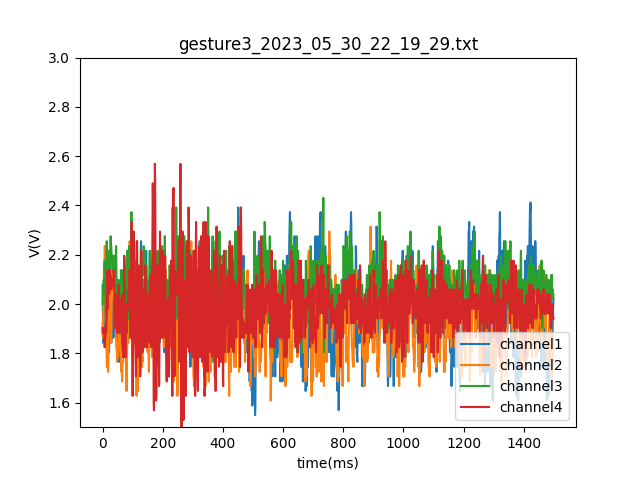 gesture3_2023_05_30_22_19_29.txt
V(V)
3.0
2.8
2.6
2.4
2.2
2.0
1.8
1.6
0 200 400 600 800 1000 1200 1400
time(ms)
channel1
channel2
channel3
channel4